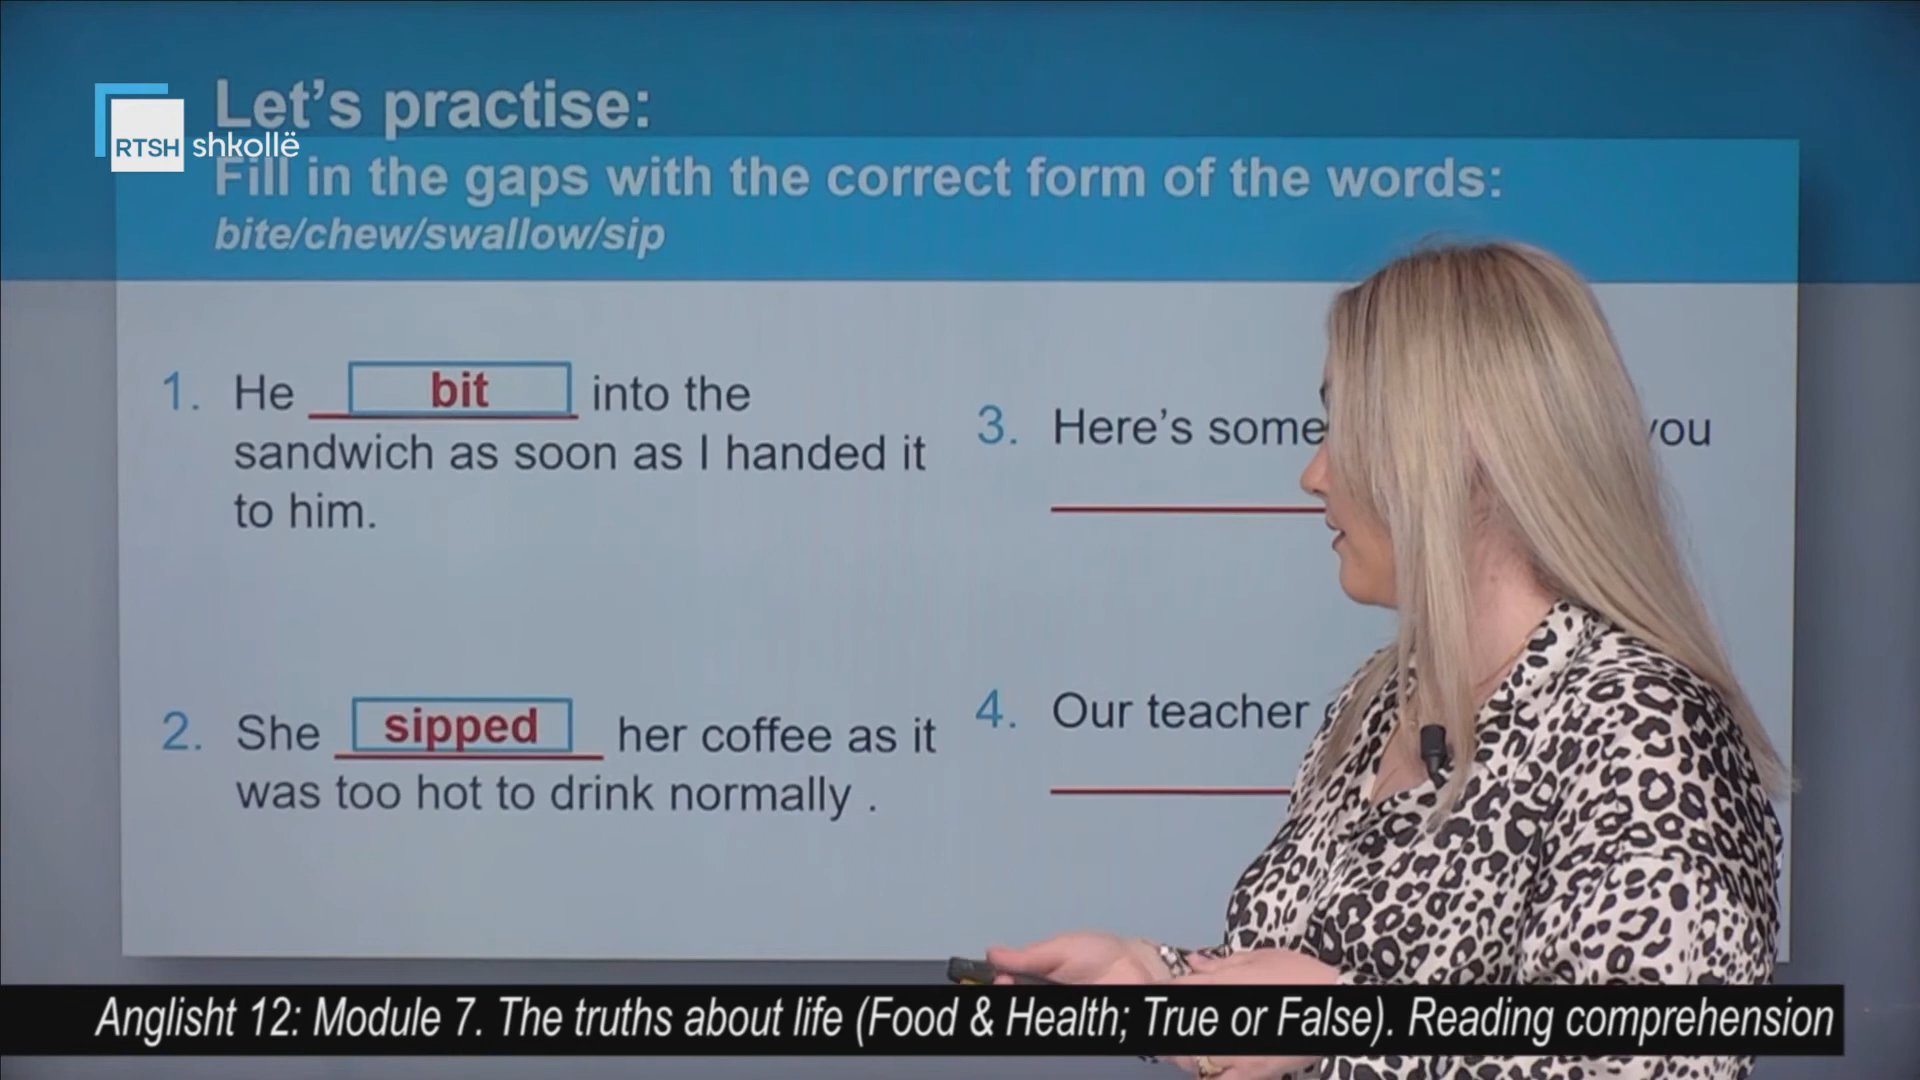 Let's practise:
RTSH shkollë
Fill in the gaps with the correct form of the words:
bite/chew/swallow/sip
1. He bit into the
sandwich as soon as I handed it
to him.
2. She sipped her coffee as it
was too hot to drink normally .
3. Here's some you
4. Our teacher
Anglisht 12: Module 7. The truths about life (Food & Health; True or False). Reading comprehension